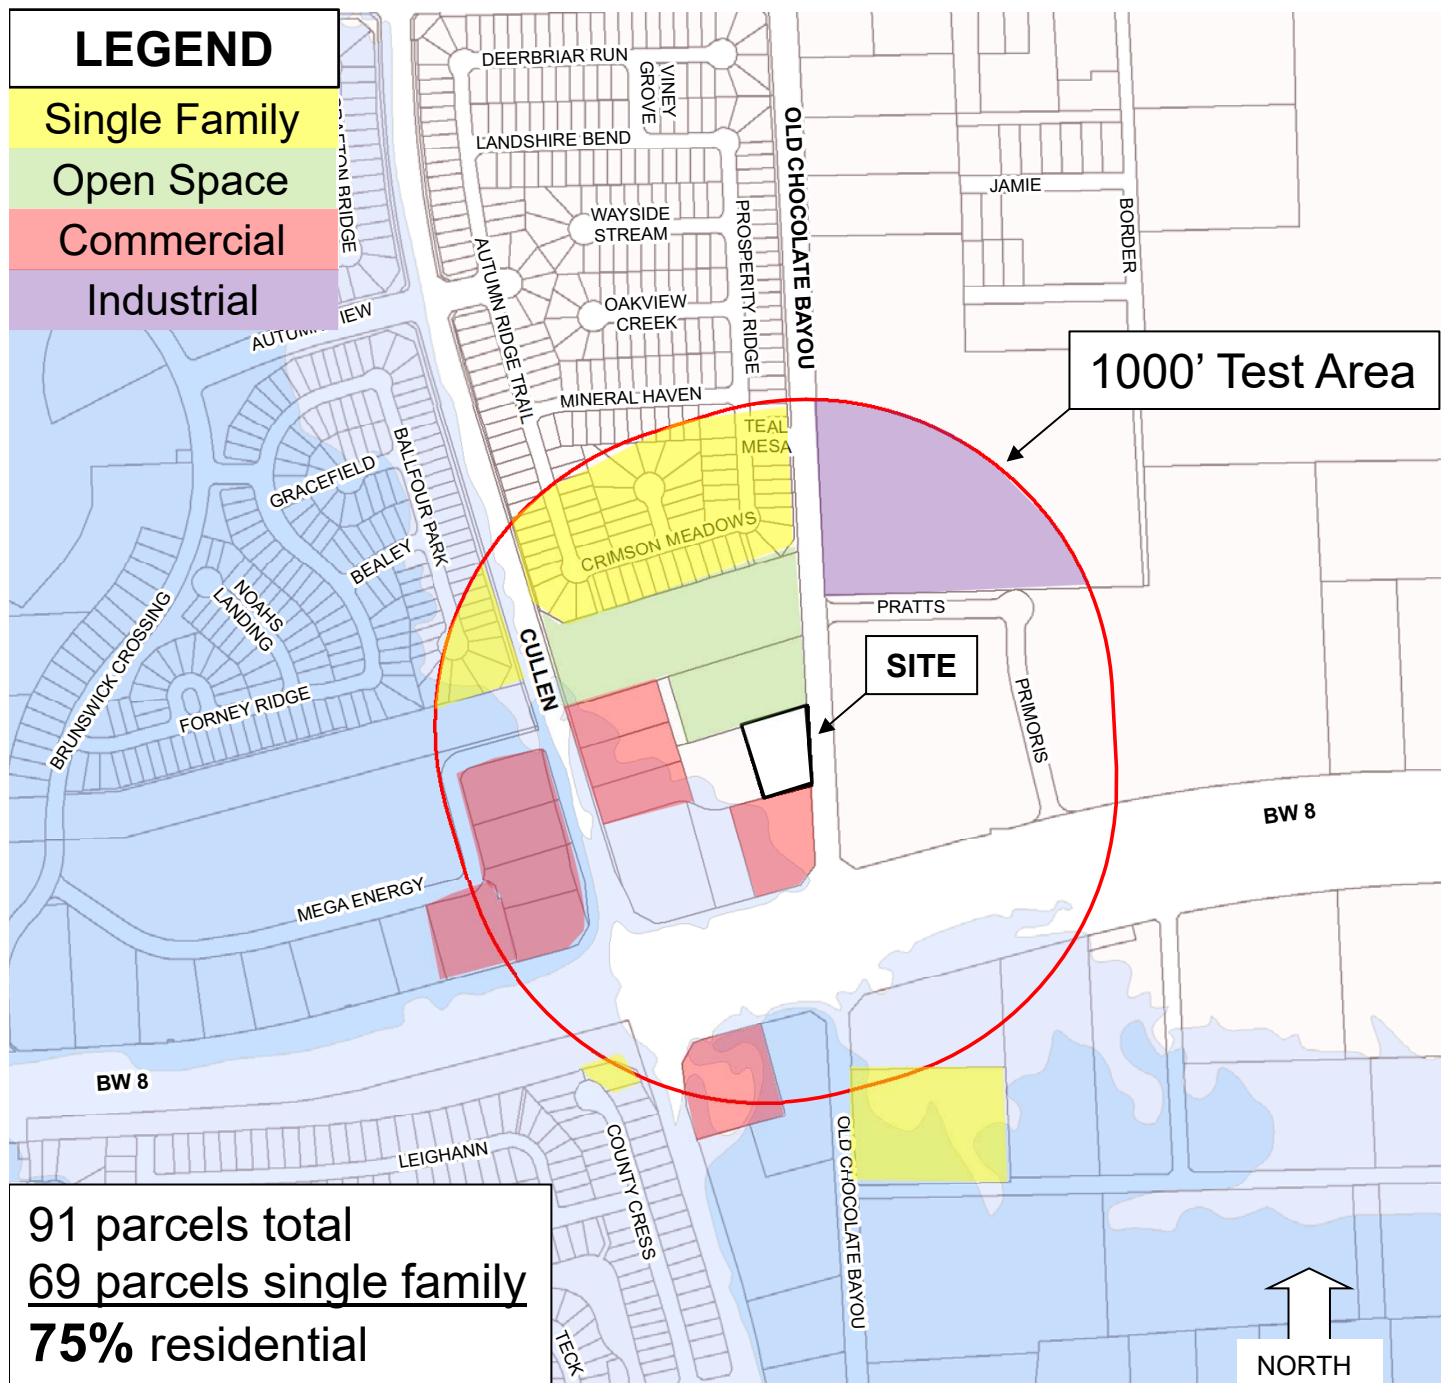 LEGEND
Single Family
Open Space
Commercial
Industrial
DEERBRIAR RUN
VINEY
GROVE
LANDSHIRE BEND
WAYSIDE
STREAM
OAKVIEW
CREEK
MINERAL HAVEN
AUTUMN RIDGE TRAIL
PROSPERITY RIDGE
OLD CHOCOLATE BAYOU
JAMIE
BORDER
1000' Test Area
TEAL
MESA
CRIMSON MEADOWS
BALLFOUR PARK
GRACEFIELD
BEALEY
NOAHS
LANDING
BRUNSWICK CROSSING
FORNEY RIDGE
CULLEN
PRATTS
SITE
PRIMORIS
BW 8
MEGA ENERGY
BW 8
LEIGHANN
COUNTY CRESS
OLD CHOCOLATE BAYOU
TECK
91 parcels total
69 parcels single family
75% residential
NORTH